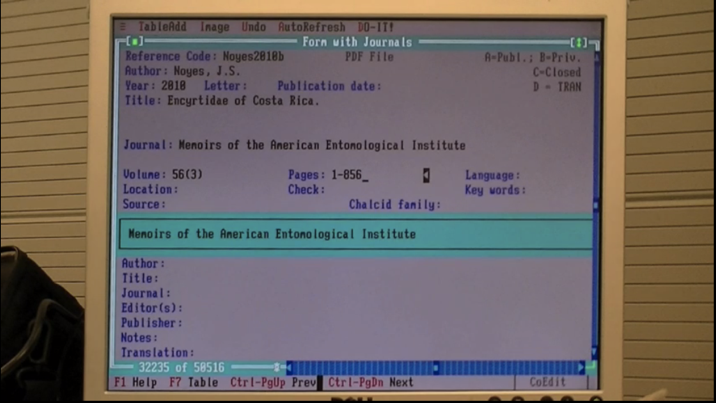 ≡ TableAdd Image Undo AutoRefresh DO-IT!
Form with Journals
Reference Code: Noyes2010b PDF File A=Publ.; B=Priv.
Author: Noyes, J.S. C=Closed
Year: 2010 Letter: Publication date: D = TRAN
Title: Encyrtidae of Costa Rica.
Journal: Memoirs of the American Entomological Institute
Volume: 56(3) Pages: 1-856_ Language:
Location: Check: Key words:
Source: Chalcid family:
Memoirs of the American Entomological Institute
Author:
Title:
Journal:
Editor(s):
Publisher:
Notes:
Translation:
32235 of 58516
F1 Help F7 Table Ctrl-PgUp Prev Ctrl-PgDn Next CoEdit
DELL